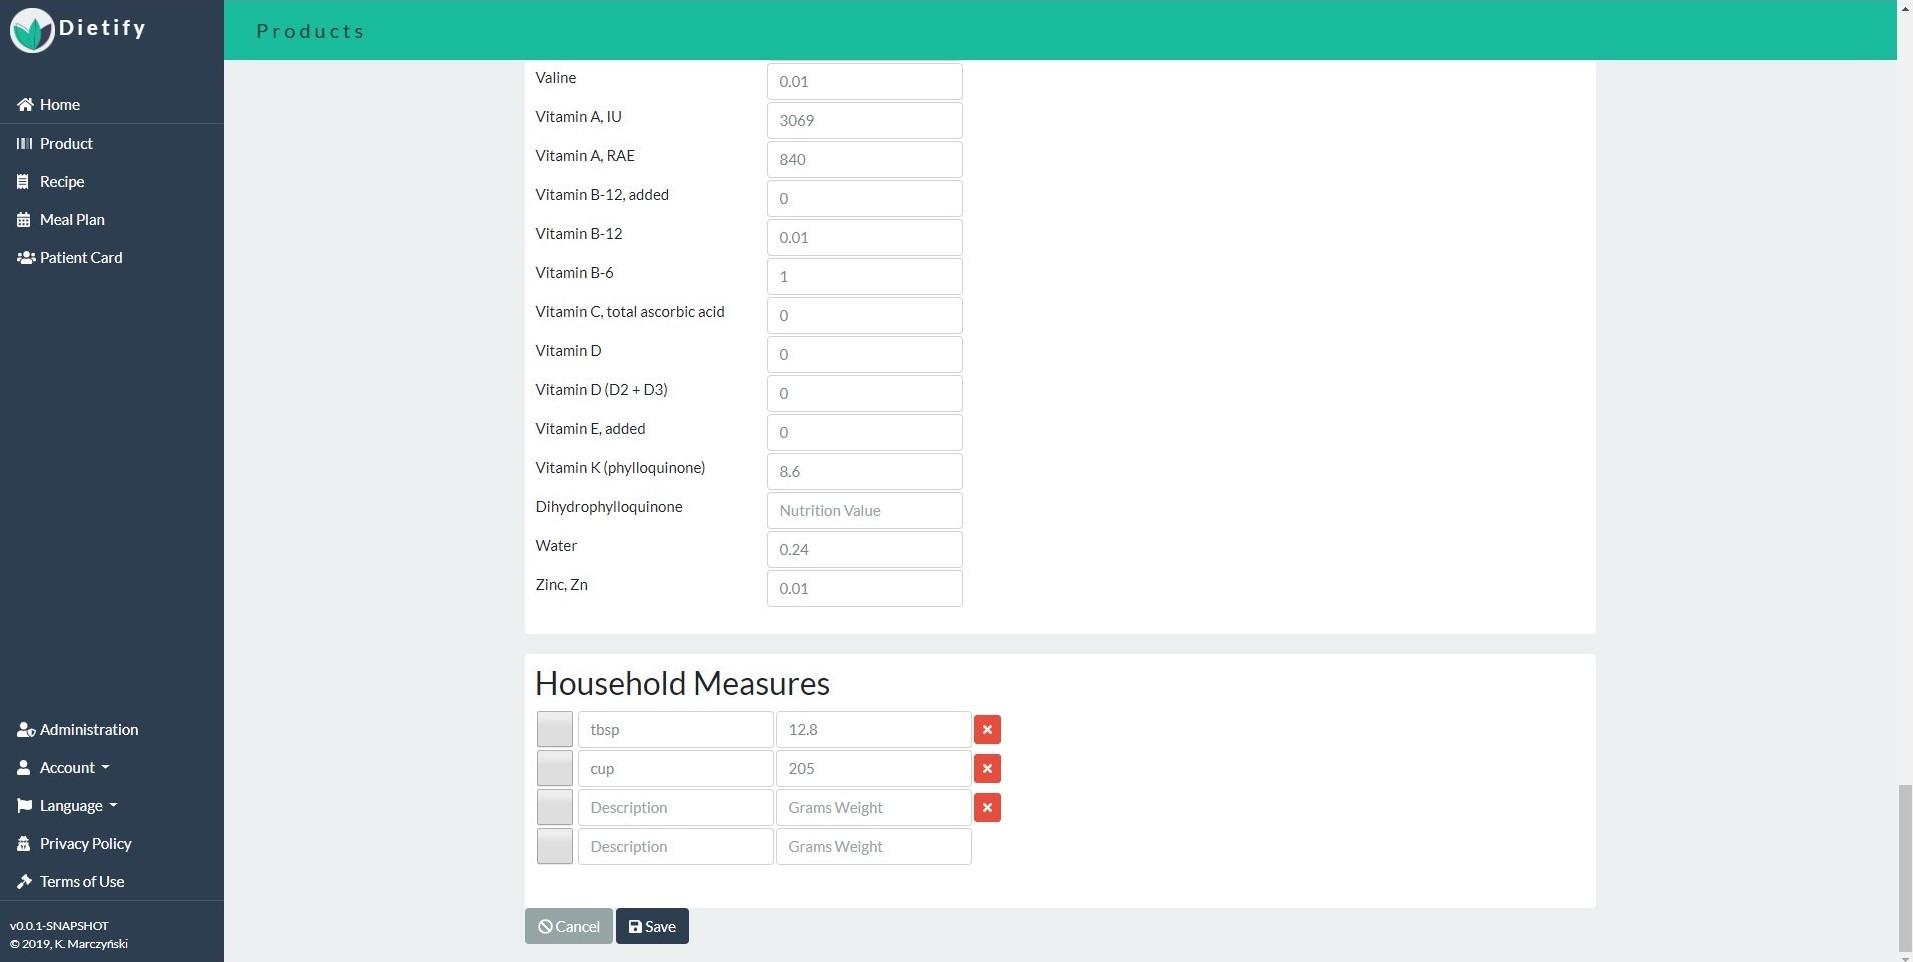 Dietify
Products
Home
Product
Recipe
Meal Plan
Patient Card
Administration
Account
Language
Privacy Policy
Terms of Use
v0.0.1-SNAPSHOT
© 2019, K. Marczyński
Valine 0.01
Vitamin A, IU 3069
Vitamin A, RAE 840
Vitamin B-12, added 0
Vitamin B-12 0.01
Vitamin B-6 1
Vitamin C, total ascorbic acid 0
Vitamin D 0
Vitamin D (D2 + D3) 0
Vitamin E, added 0
Vitamin K (phylloquinone) 8.6
Dihydrophylloquinone Nutrition Value
Water 0.24
Zinc, Zn 0.01
Household Measures
tbsp 12.8
cup 205
Description Grams Weight
Description Grams Weight
Cancel Save